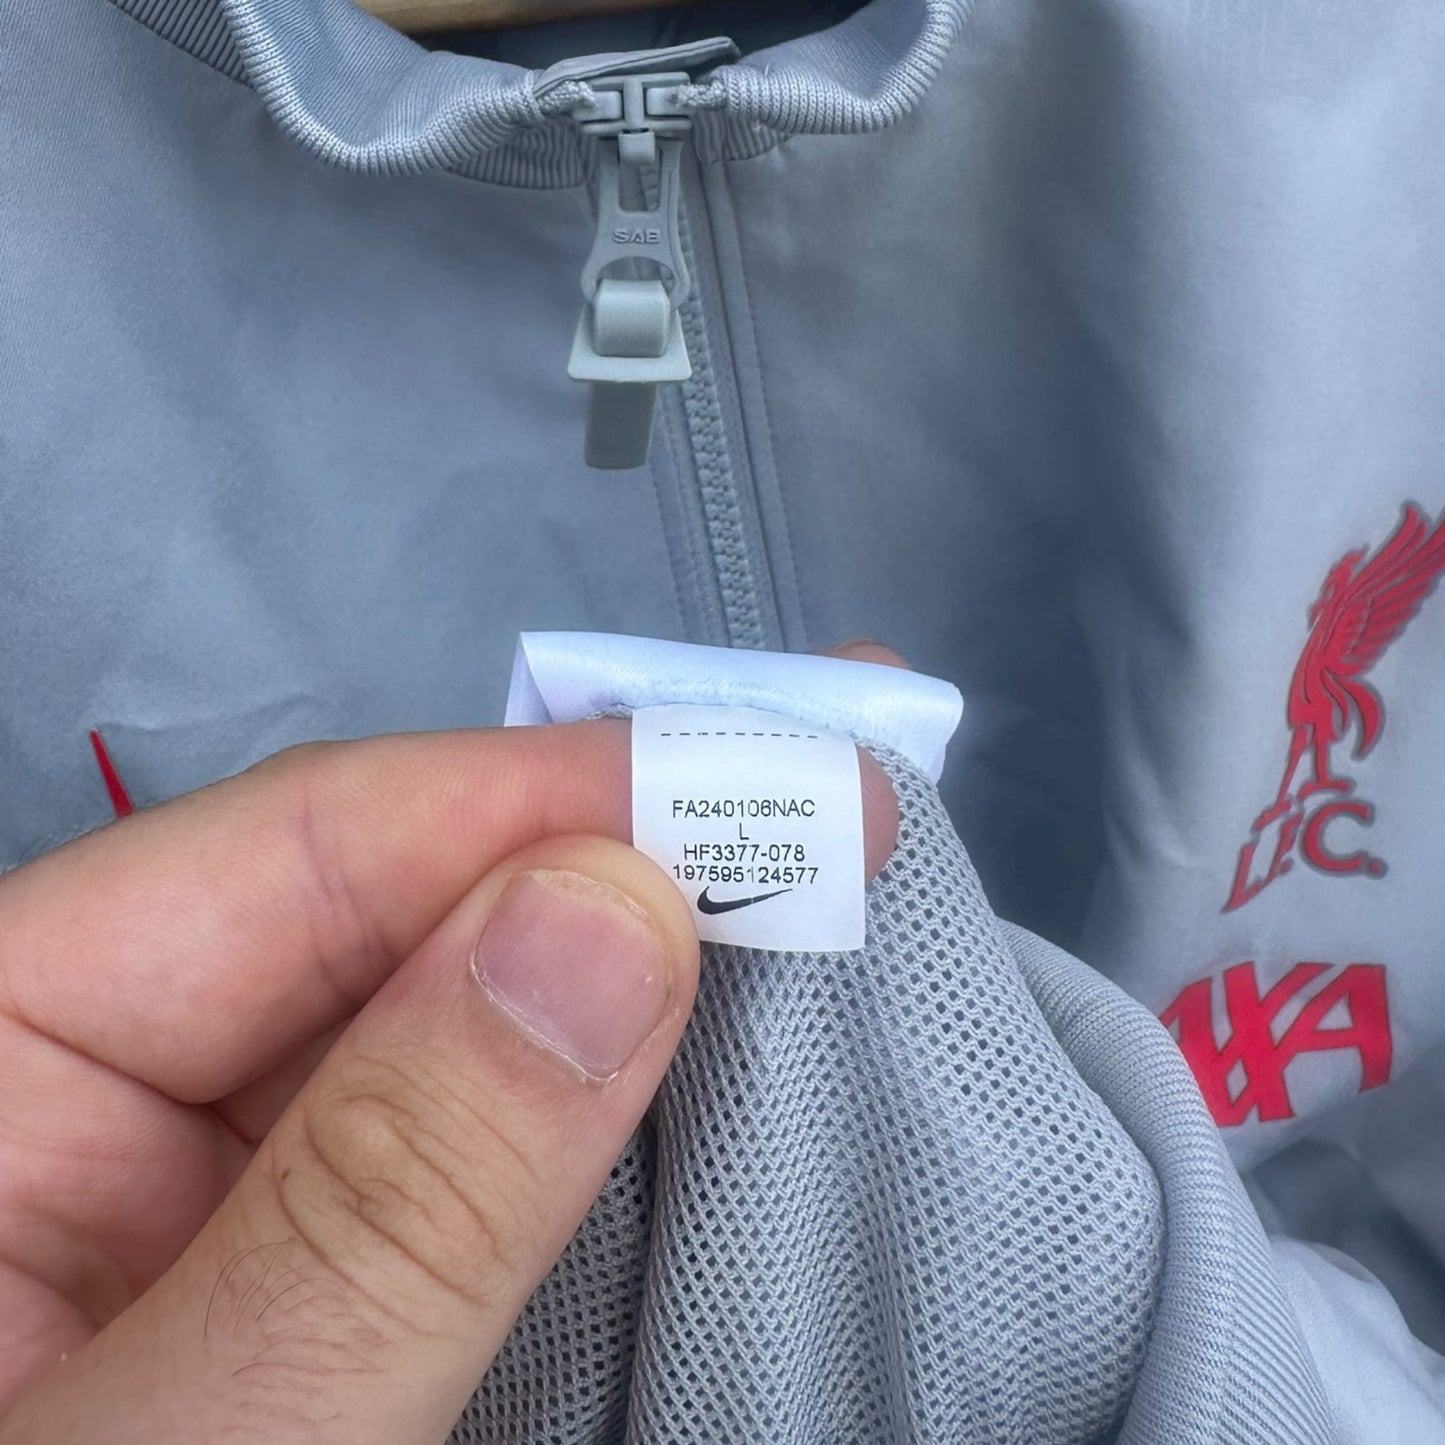 SAB
FA240106NAC
L
HF3377-078
197595124577
L.F.C.
AXA